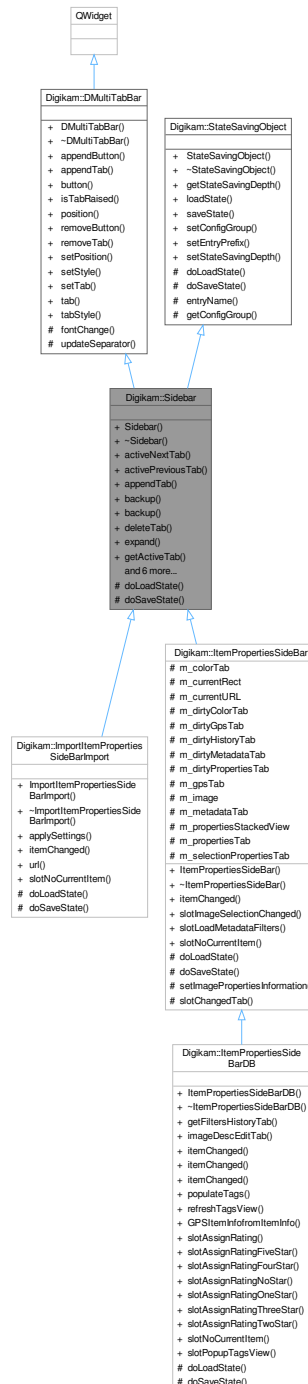 QWidget
Digikam::DMultiTabBar
+ DMultiTabBar()
+ ~DMultiTabBar()
+ appendButton()
+ appendTab()
+ button()
+ isTabRaised()
+ position()
+ removeButton()
+ removeTab()
+ setPosition()
+ setStyle()
+ setTab()
+ tab()
+ tabStyle()
# fontChange()
# updateSeparator()
Digikam::StateSavingObject
+ StateSavingObject()
+ ~StateSavingObject()
+ getStateSavingDepth()
+ loadState()
+ saveState()
+ setConfigGroup()
+ setEntryPrefix()
+ setStateSavingDepth()
# doLoadState()
# doSaveState()
# entryName()
# getConfigGroup()
Digikam::Sidebar
+ Sidebar()
+ ~Sidebar()
+ activeNextTab()
+ activePreviousTab()
+ appendTab()
+ backup()
+ backup()
+ deleteTab()
+ expand()
+ getActiveTab()
and 6 more...
# doLoadState()
# doSaveState()
Digikam::ImportItemProperties
SideBarImport
+ ImportItemPropertiesSide
BarImport()
+ ~ImportItemPropertiesSide
BarImport()
+ applySettings()
+ itemChanged()
+ url()
+ slotNoCurrentItem()
# doLoadState()
# doSaveState()
Digikam::ItemPropertiesSideBar
# m_colorTab
# m_currentRect
# m_currentURL
# m_dirtyColorTab
# m_dirtyGpsTab
# m_dirtyHistoryTab
# m_dirtyMetadataTab
# m_dirtyPropertiesTab
# m_gpsTab
# m_image
# m_metadataTab
# m_propertiesStackedView
# m_propertiesTab
# m_selectionPropertiesTab
+ ItemPropertiesSideBar()
+ ~ItemPropertiesSideBar()
+ itemChanged()
+ slotImageSelectionChanged()
+ slotLoadMetadataFilters()
+ slotNoCurrentItem()
# doLoadState()
# doSaveState()
# setImagePropertiesInformation(
# slotChangedTab()
Digikam::ItemPropertiesSide
BarDB
+ ItemPropertiesSideBarDB()
+ ~ItemPropertiesSideBarDB()
+ getFiltersHistoryTab()
+ imageDescEditTab()
+ itemChanged()
+ itemChanged()
+ itemChanged()
+ populateTags()
+ refreshTagsView()
+ GPSItemInfofromItemInfo()
+ slotAssignRating()
+ slotAssignRatingFiveStar()
+ slotAssignRatingFourStar()
+ slotAssignRatingNoStar()
+ slotAssignRatingOneStar()
+ slotAssignRatingThreeStar()
+ slotAssignRatingTwoStar()
+ slotNoCurrentItem()
+ slotPopupTagsView()
# doLoadState()
# doSaveState()